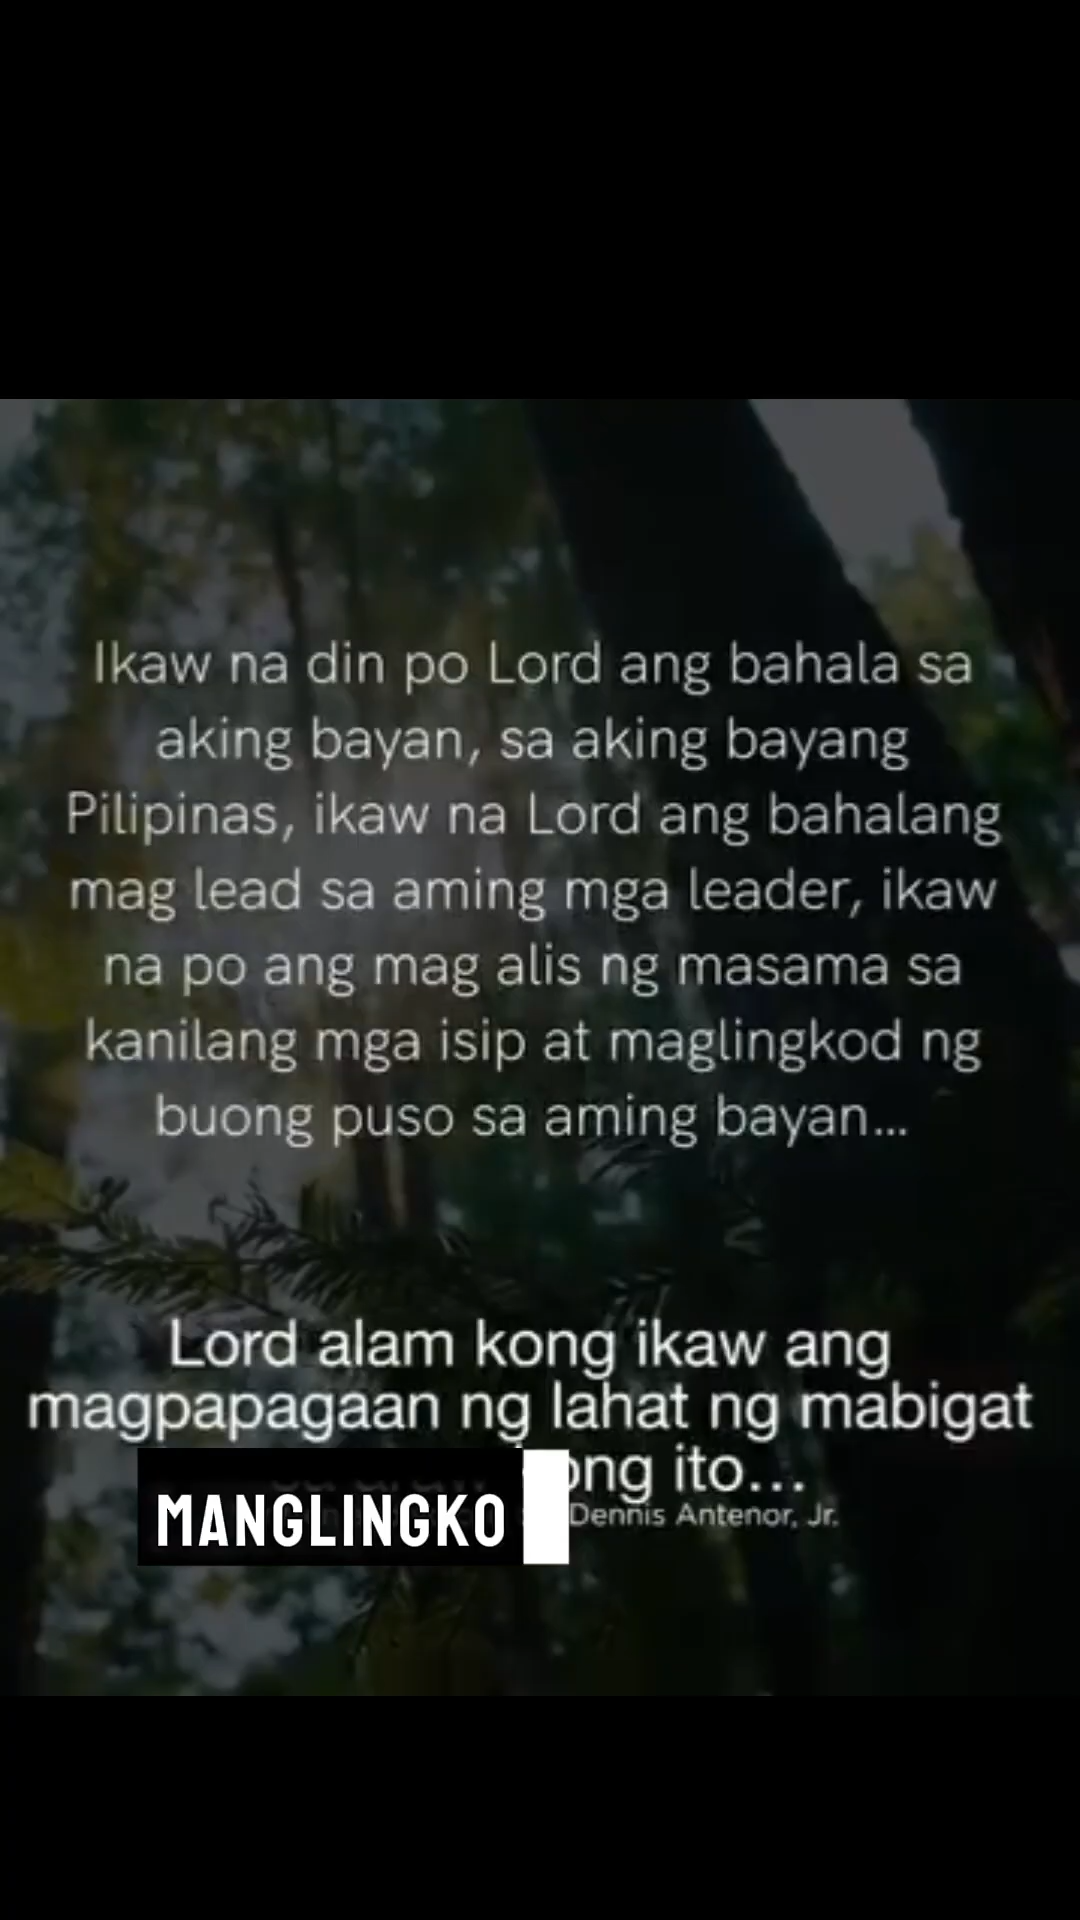 Ikaw na din po Lord ang bahala sa
aking bayan, sa aking bayang
Pilipinas, ikaw na Lord ang bahalang
mag lead sa aming mga leader, ikaw
na po ang mag alis ng masama sa
kanilang mga isip at maglingkod ng
buong puso sa aming bayan...
Lord alam kong ikaw ang
magpapagaan ng lahat ng mabigat
ong ito...
MANGLINGKO
Dennis Antenor, Jr.